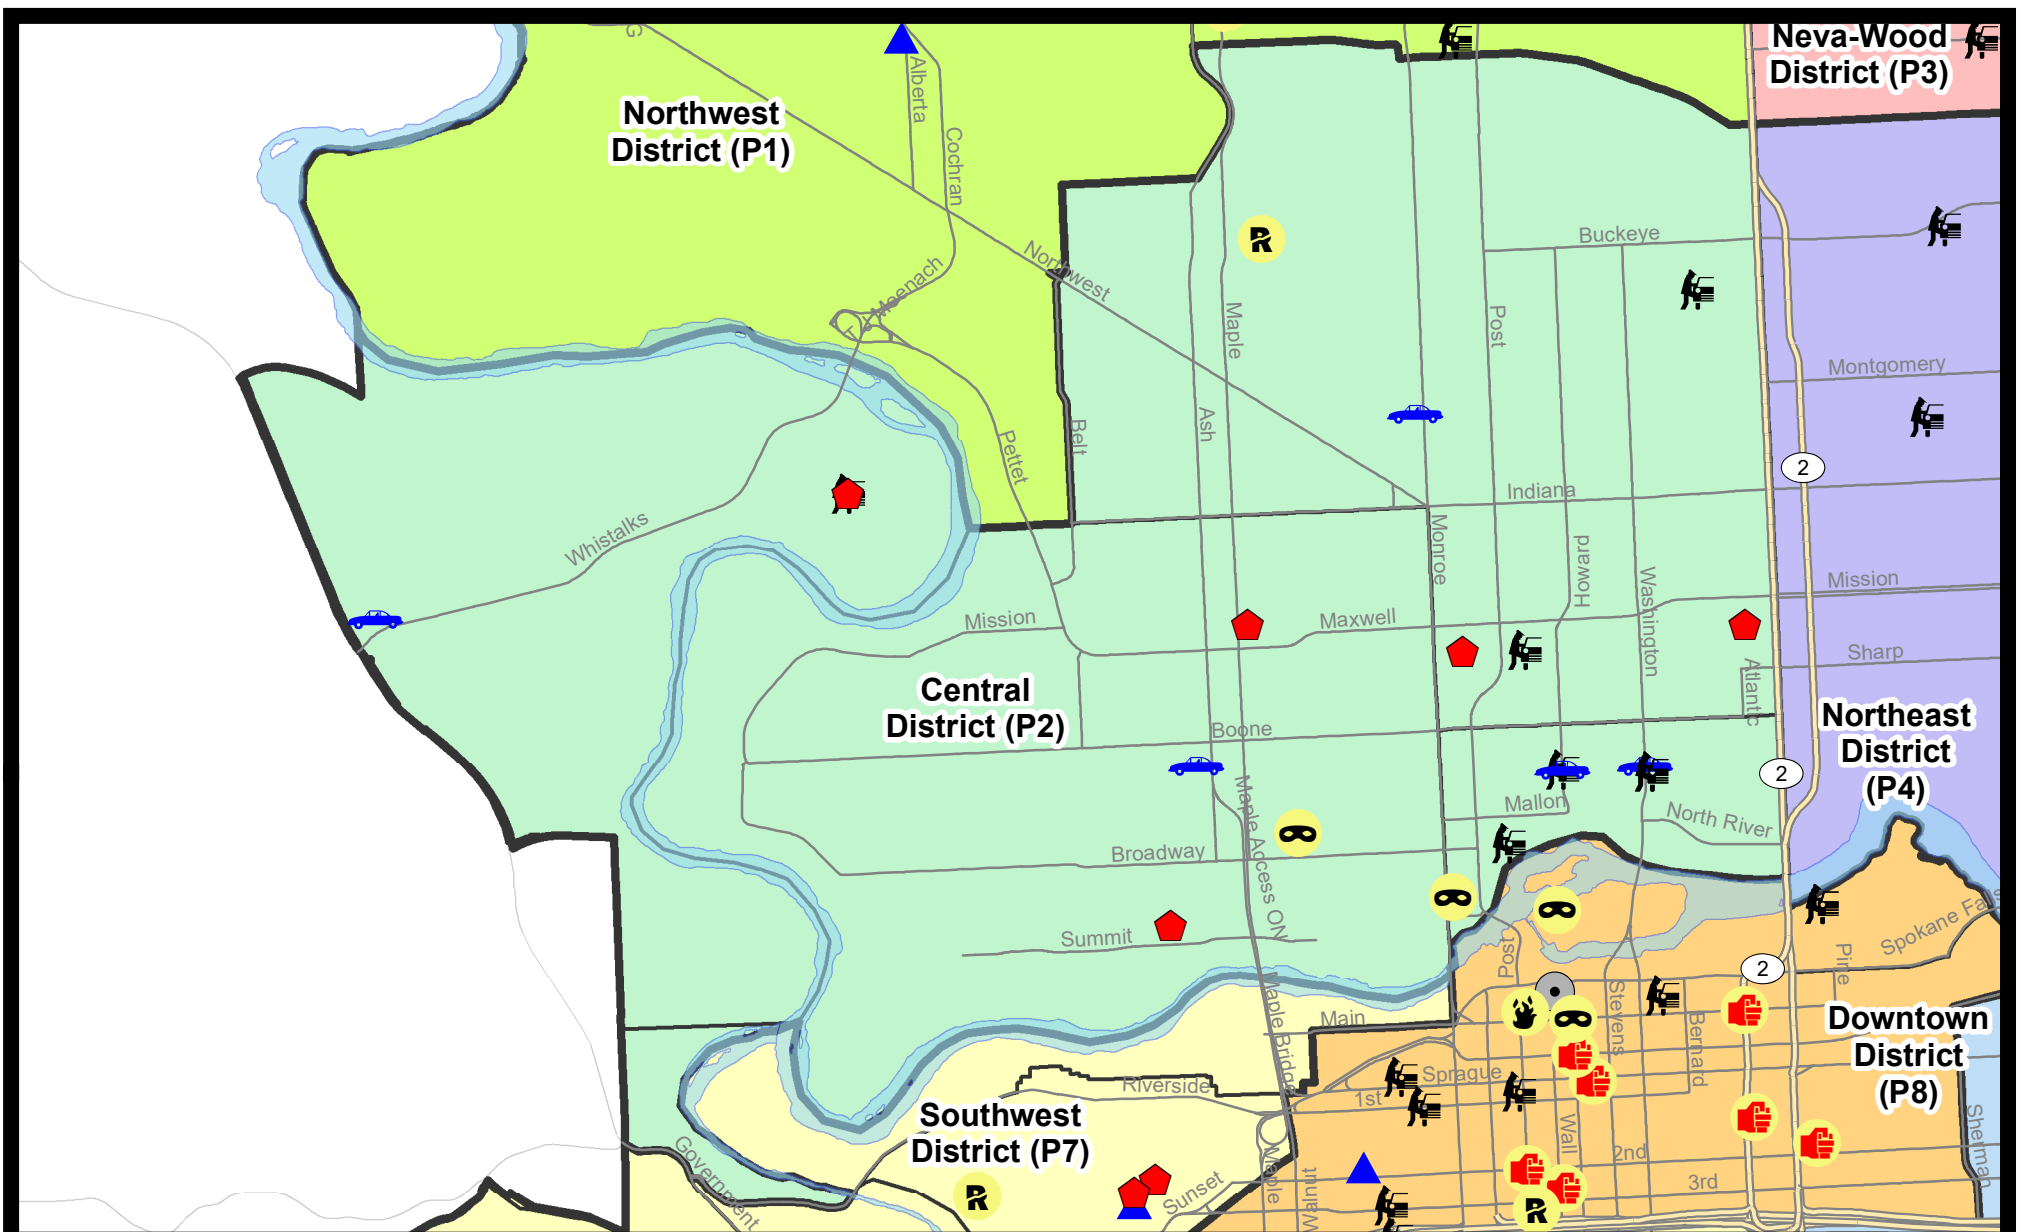 Neva-Wood
District (P3)
G
Alberta
Northwest
District (P1)
Cochran
Buckeye
Northwest
T J Meenach
Maple
Post
Montgomery
Ash
Belt
Pettet
2
Indiana
Whistalks
Monroe
Howard
Washington
Mission
Mission
Maxwell
Sharp
Atlantic
Central
District (P2)
Boone
Northeast
District
(P4)
2
Mallon
North River
Maple Access ON
Broadway
Summit
Post
Spokane Falls
Pine
2
Stevens
Bernard
Main
Maple Bridge
Downtown
District
(P8)
Sprague
Riverside
1st
Southwest
District (P7)
Wall
2nd
Sherman
Government
Maple
Walnut
Sunset
3rd
R
R
R